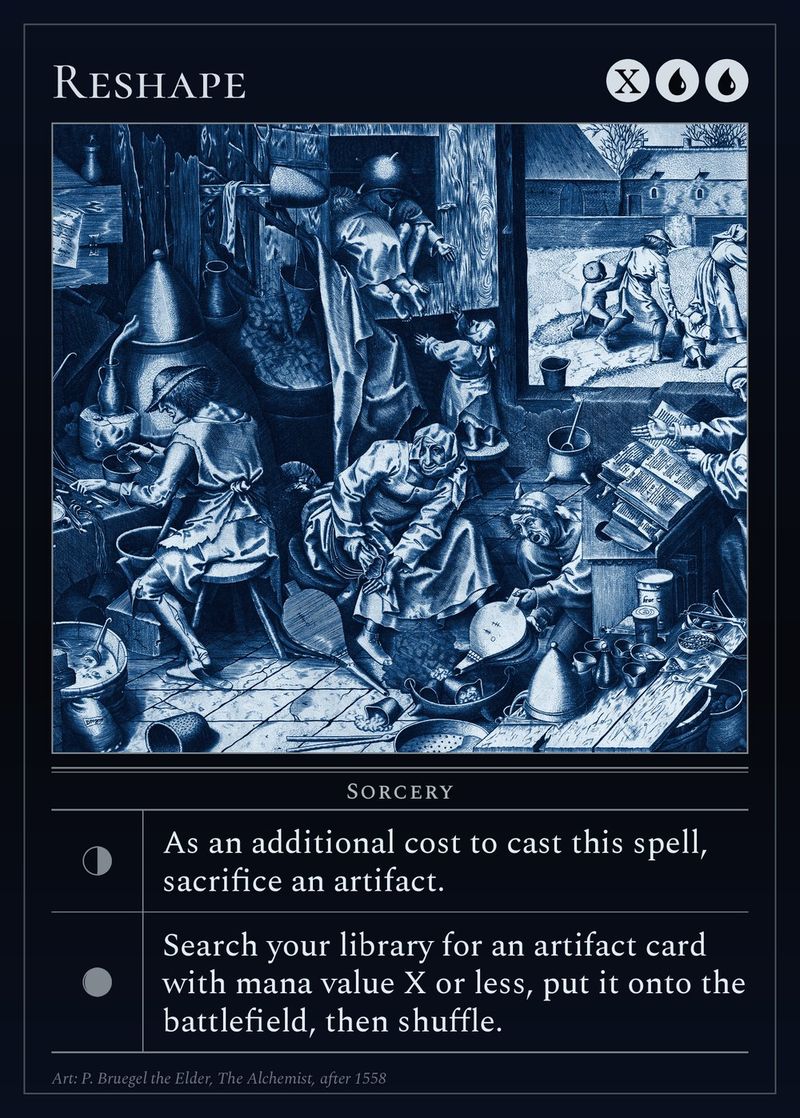 Reshape
X
Sorcery
As an additional cost to cast this spell,
sacrifice an artifact.
Search your library for an artifact card
with mana value X or less, put it onto the
battlefield, then shuffle.
Art: P. Bruegel the Elder, The Alchemist, after 1558